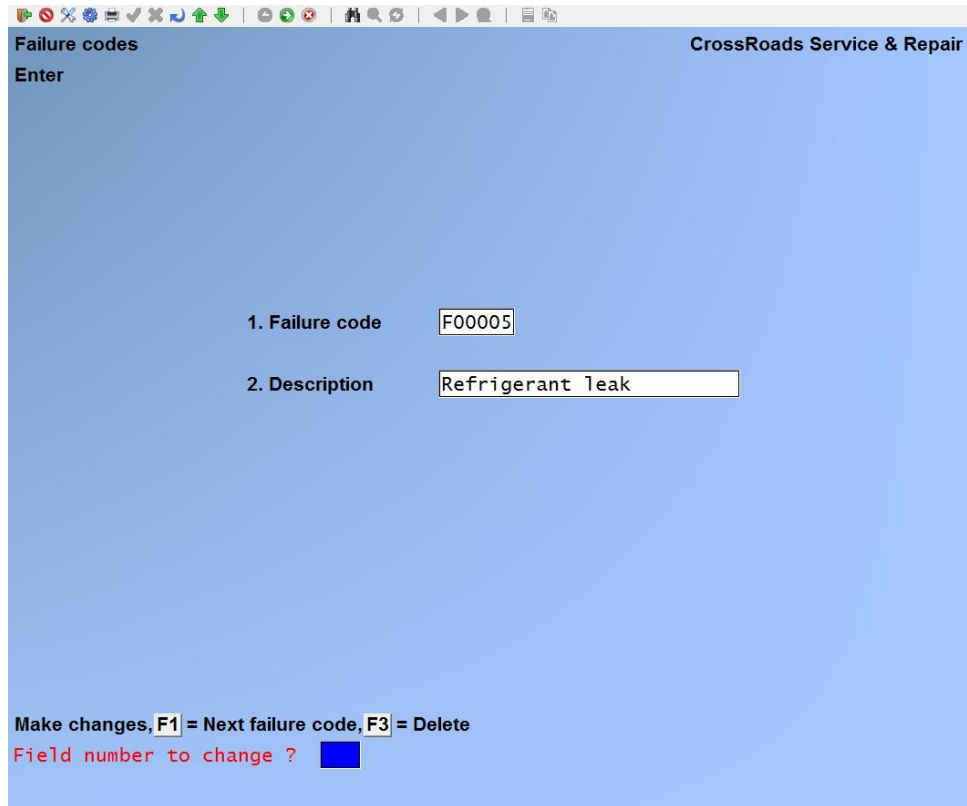 Failure codes CrossRoads Service & Repair
Enter
1. Failure code F00005
2. Description Refrigerant leak
Make changes, F1 = Next failure code, F3 = Delete
Field number to change ?